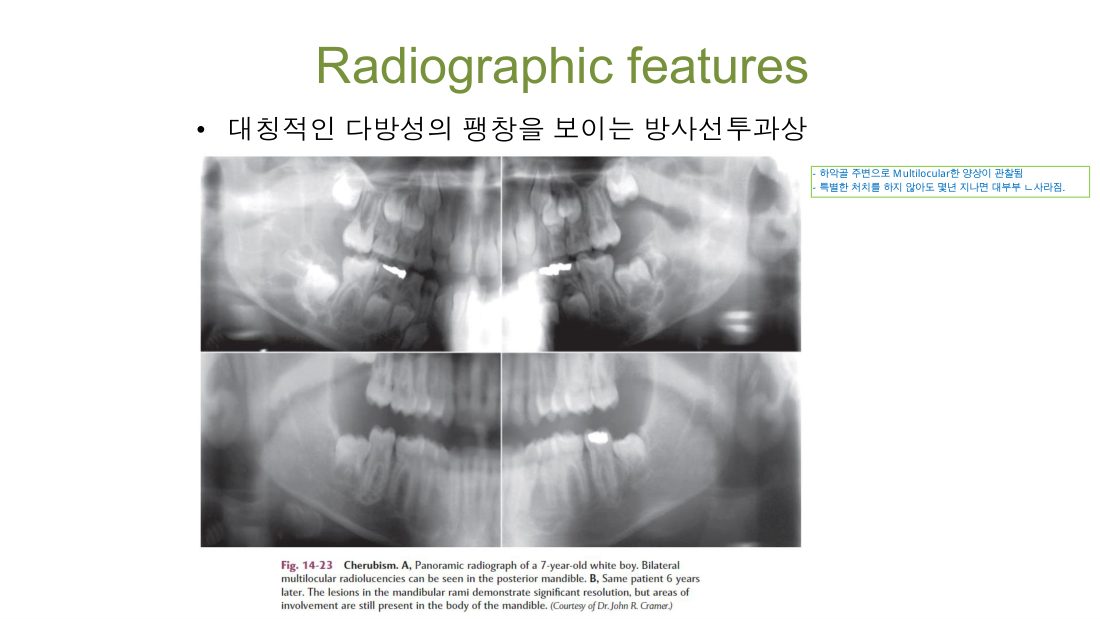 Radiographic features
• 대칭적인 다방성의 팽창을 보이는 방사선투과상
- 하악골 주변으로 Multilocular한 양상이 관찰됨
- 특별한 처치를 하지 않아도 몇년 지나면 대부부 ㄴ사라짐.
Fig. 14-23 Cherubism. A, Panoramic radiograph of a 7-year-old white boy. Bilateral
multilocular radiolucencies can be seen in the posterior mandible. B, Same patient 6 years
later. The lesions in the mandibular rami demonstrate significant resolution, but areas of
involvement are still present in the body of the mandible. (Courtesy of Dr. John R. Cramer.)